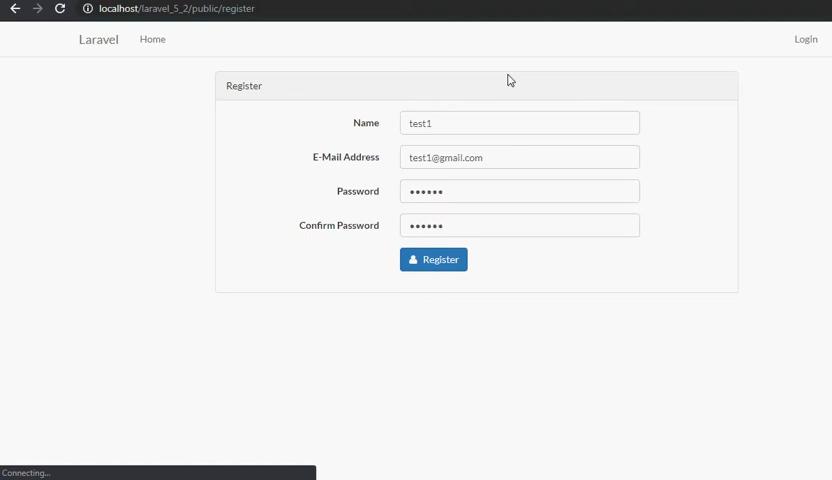 localhost/laravel_5_2/public/register
Laravel Home Login
Register
Name test1
E-Mail Address test1@gmail.com
Password ••••••
Confirm Password ••••••
Register
Connecting...